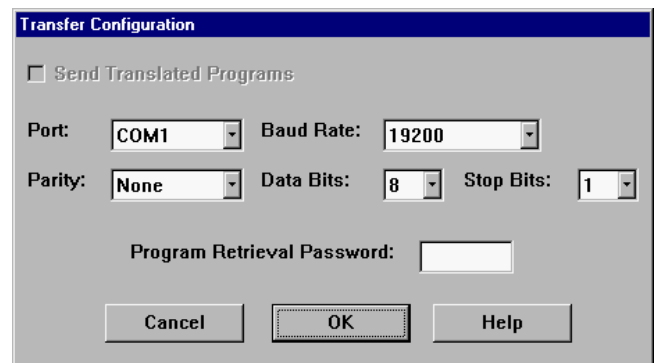 Transfer Configuration
Send Translated Programs
Port: COM1 Baud Rate: 19200
Parity: None Data Bits: 8 Stop Bits: 1
Program Retrieval Password:
Cancel OK Help